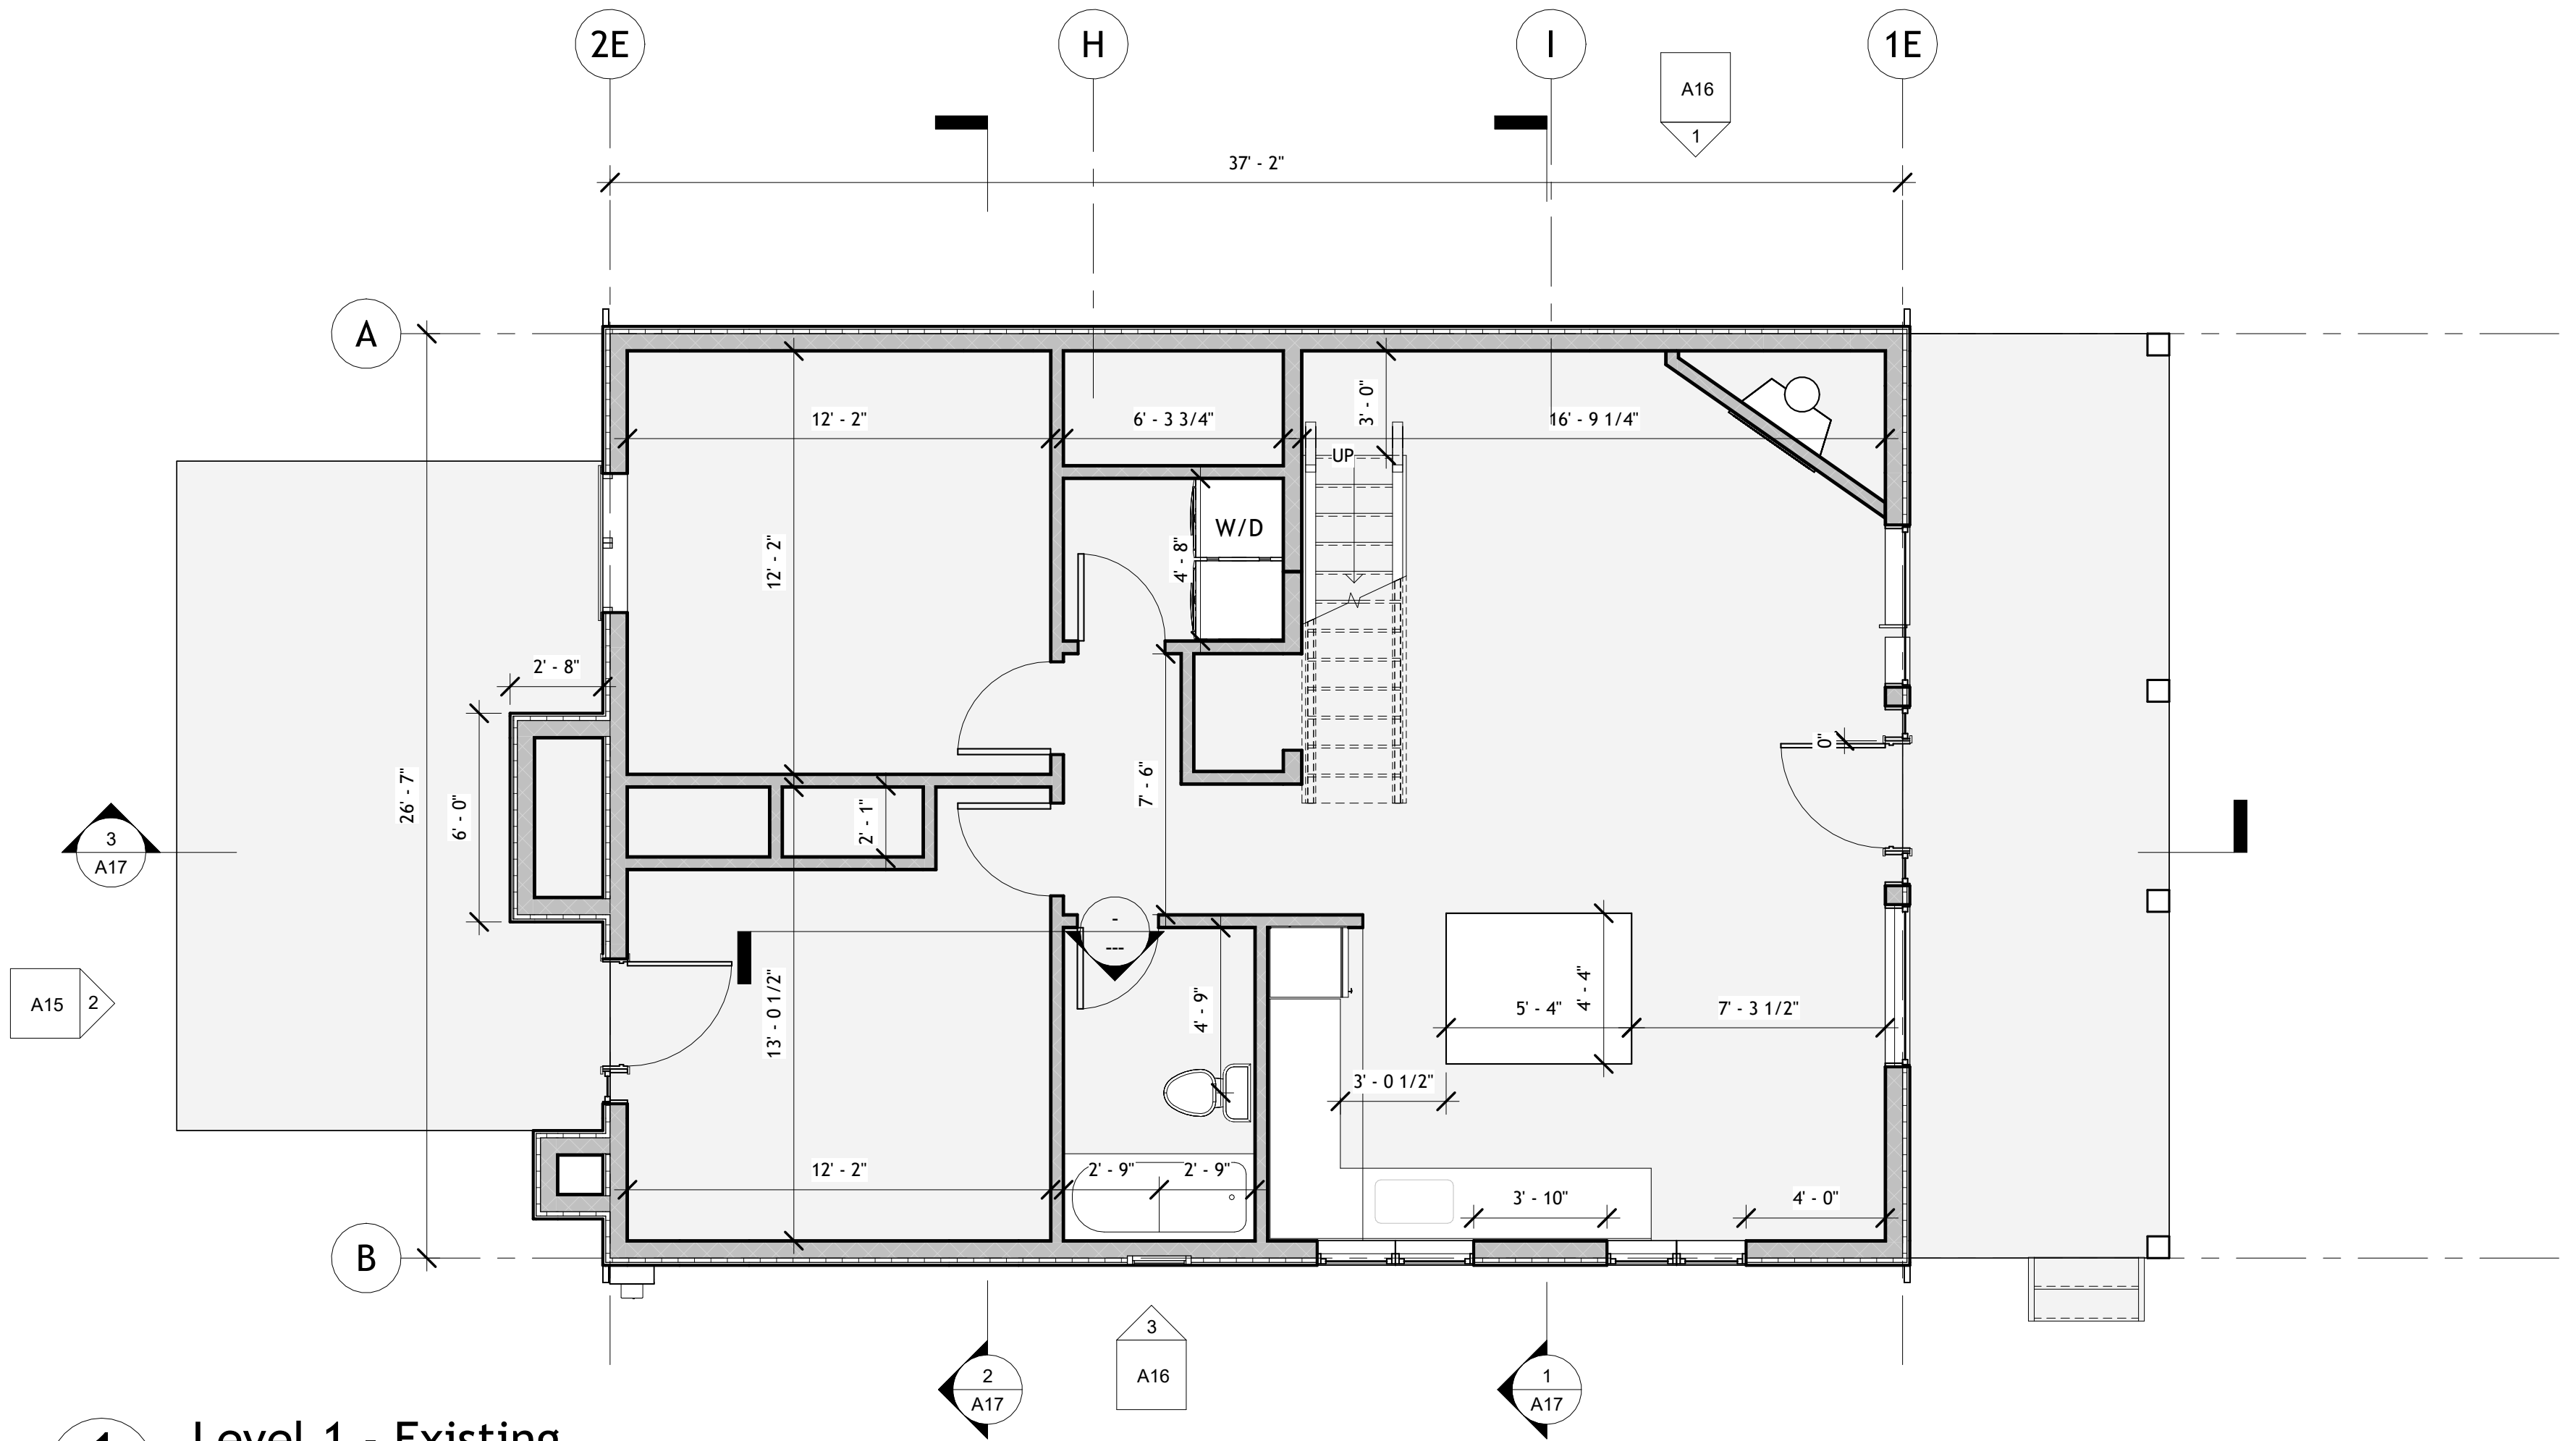 2E
H
I
1E
A16
1
37' - 2"
A
12' - 2"
6' - 3 3/4"
3' - 0"
16' - 9 1/4"
UP
W/D
12' - 2"
4' - 8"
2' - 8"
0"
26' - 7"
6' - 0"
7' - 6"
2' - 1"
3
A17
-
---
A15
2
13' - 0 1/2"
4' - 9"
5' - 4"
4' - 4"
7' - 3 1/2"
3' - 0 1/2"
12' - 2"
2' - 9"
2' - 9"
3' - 10"
4' - 0"
B
3
A16
2
A17
1
A17
1
Level 1 - Existing